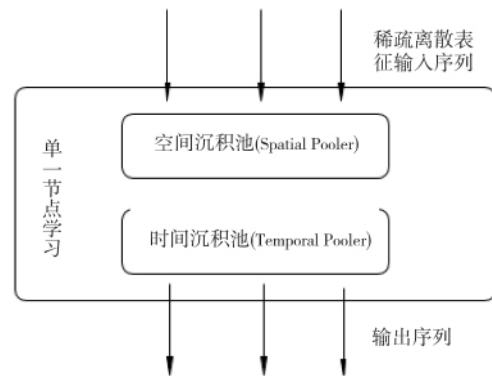 稀疏离散表
征输入序列
空间沉积池(Spatial Pooler)
单一节点学习
时间沉积池(Temporal Pooler)
输出序列